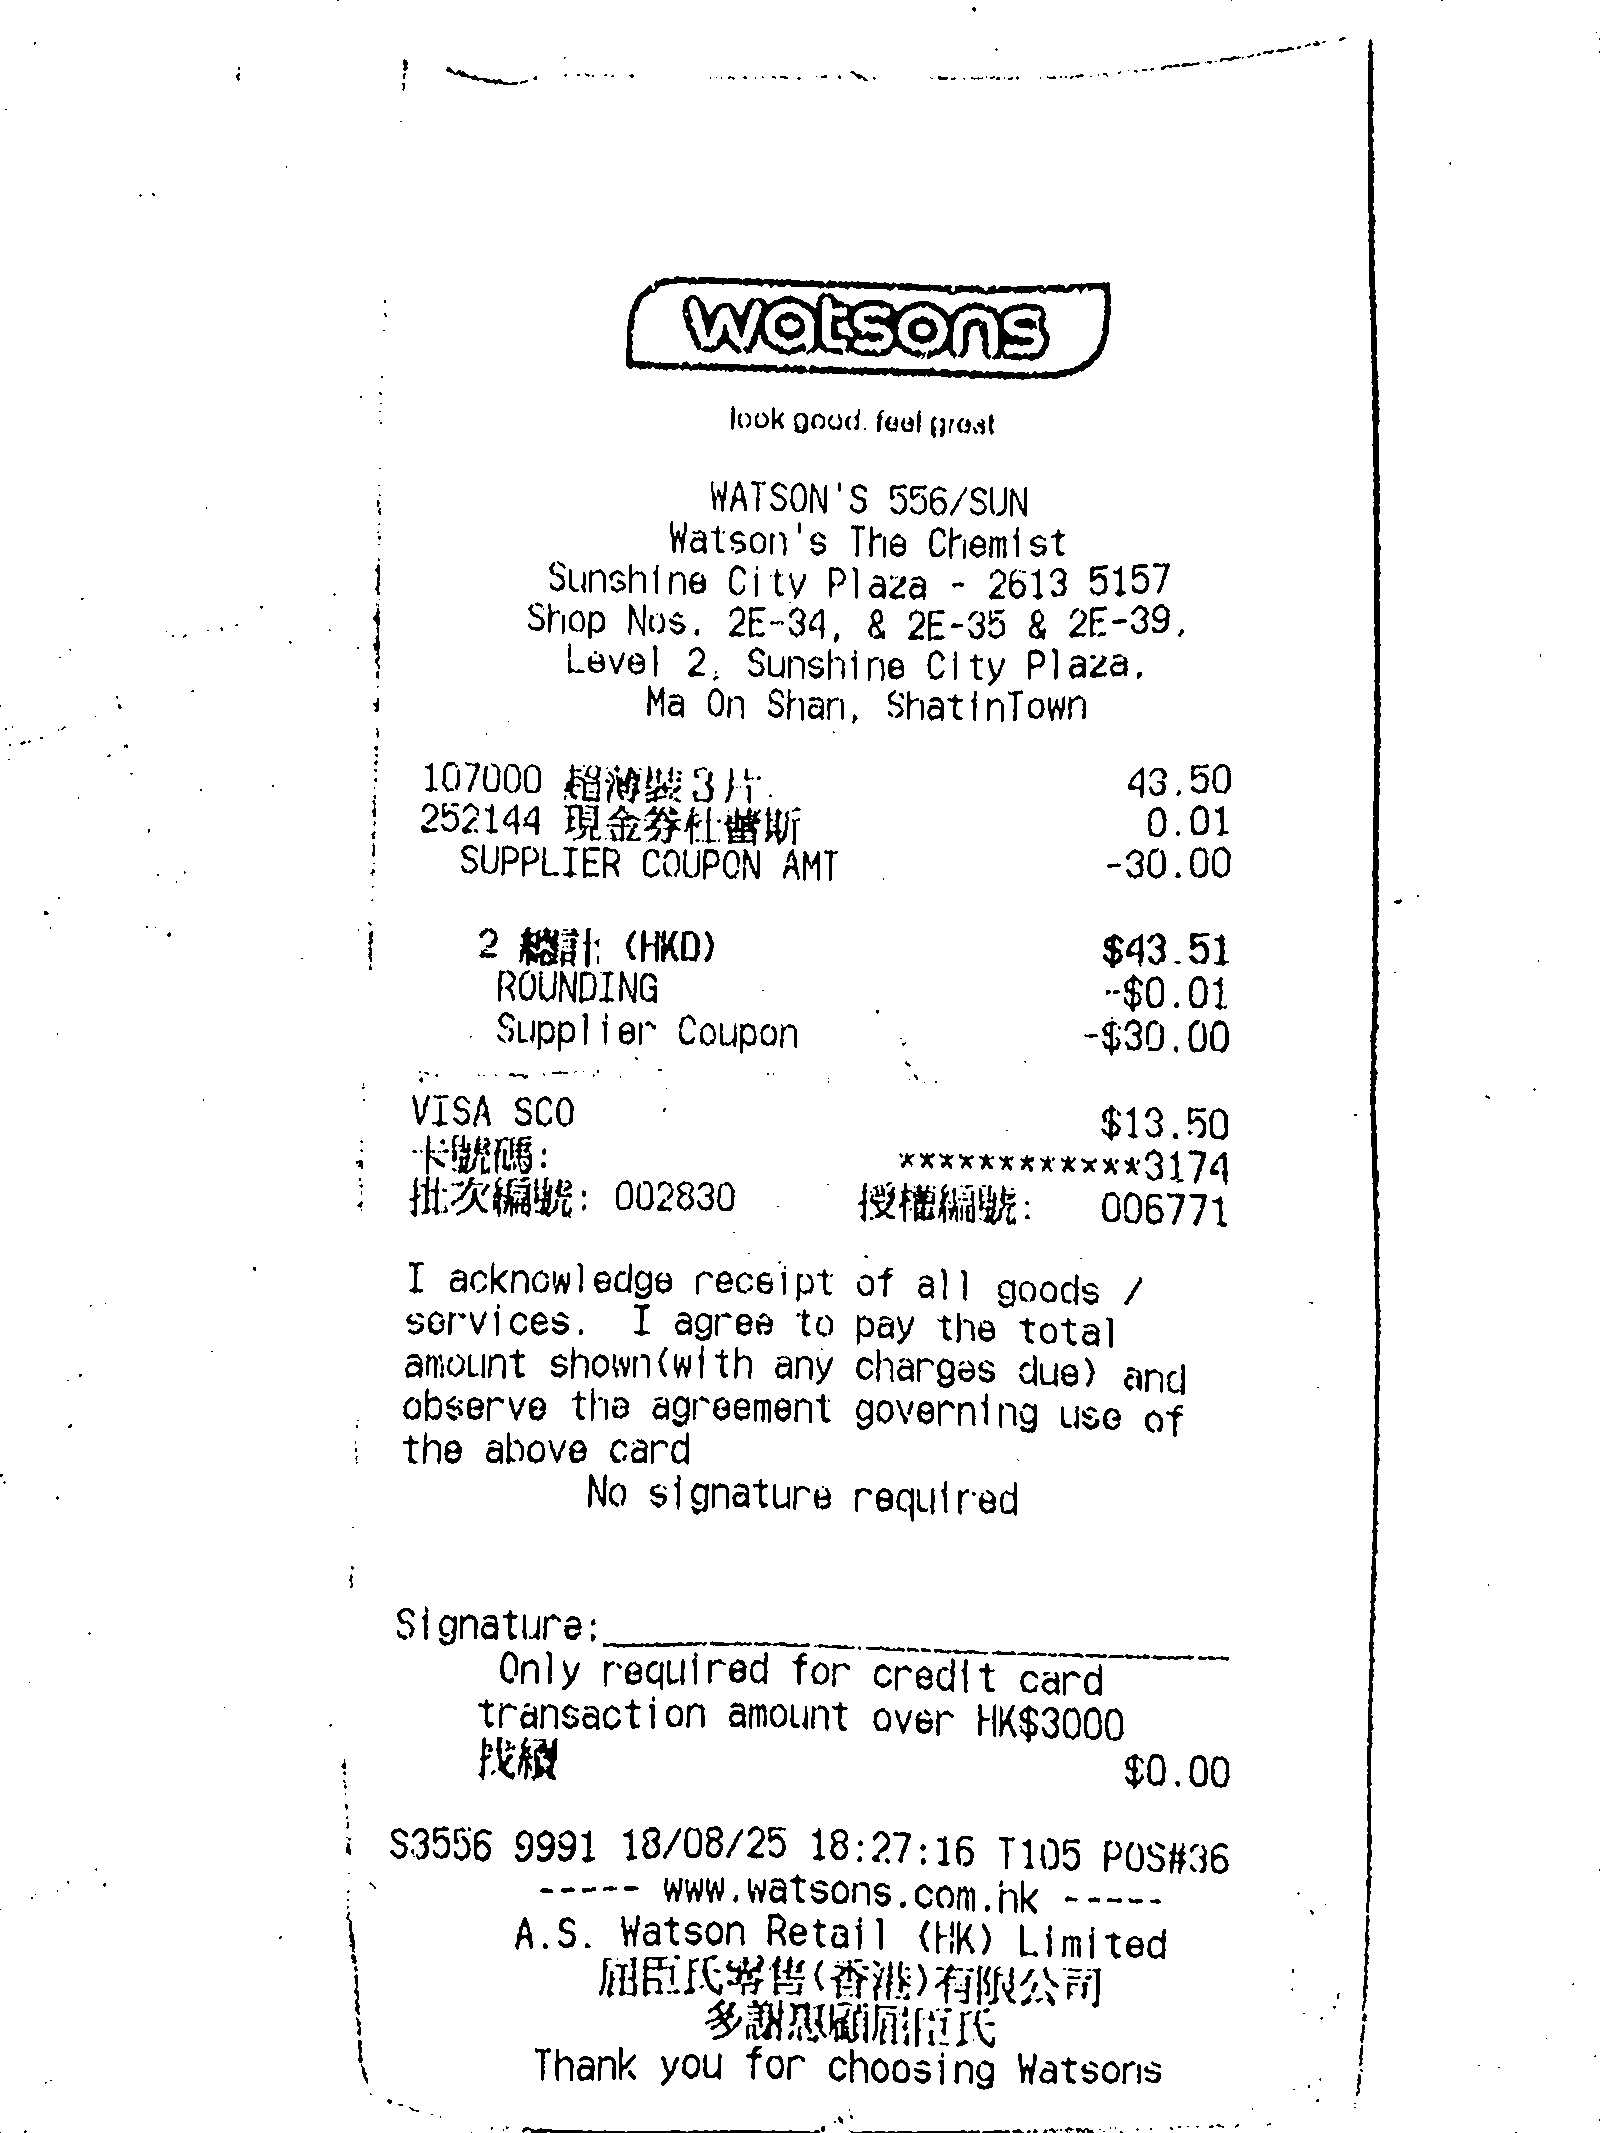 watsons
look good. feel great
WATSON'S 556/SUN
Watson's The Chemist
Sunshine City Plaza - 2613 5157
Shop Nos. 2E-34, & 2E-35 & 2E-39,
Level 2, Sunshine City Plaza,
Ma On Shan, ShatinTown
107000 超薄裝3片 43.50
252144 現金券杜蕾斯 0.01
SUPPLIER COUPON AMT -30.00
2 總計 (HKD) $43.51
ROUNDING -$0.01
Supplier Coupon -$30.00
VISA SCO $13.50
卡號碼: ************3174
批次編號: 002830 授權編號: 006771
I acknowledge receipt of all goods /
services. I agree to pay the total
amount shown(with any charges due) and
observe the agreement governing use of
the above card
No signature required
Signature:
Only required for credit card
transaction amount over HK$3000
找續 $0.00
S3556 9991 18/08/25 18:27:16 T105 POS#36
----- www.watsons.com.hk -----
A.S. Watson Retail (HK) Limited
屈臣氏零售(香港)有限公司
多謝惠顧屈臣氏
Thank you for choosing Watsons